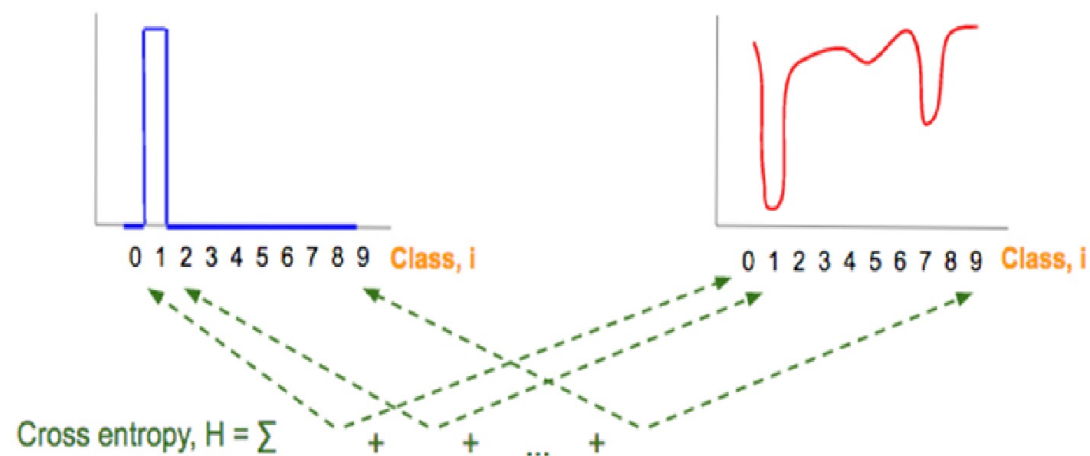 0 1 2 3 4 5 6 7 8 9 Class, i
0 1 2 3 4 5 6 7 8 9 Class, i
Cross entropy, H = ∑ + + ... +